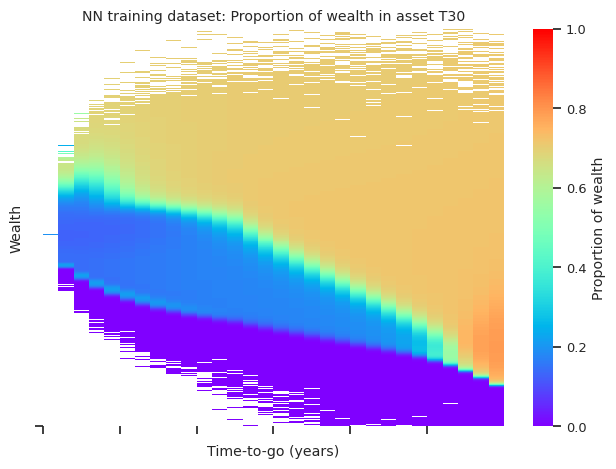 NN training dataset: Proportion of wealth in asset T30
Wealth
Time-to-go (years)
1.0
0.8
0.6
0.4
0.2
0.0
Proportion of wealth